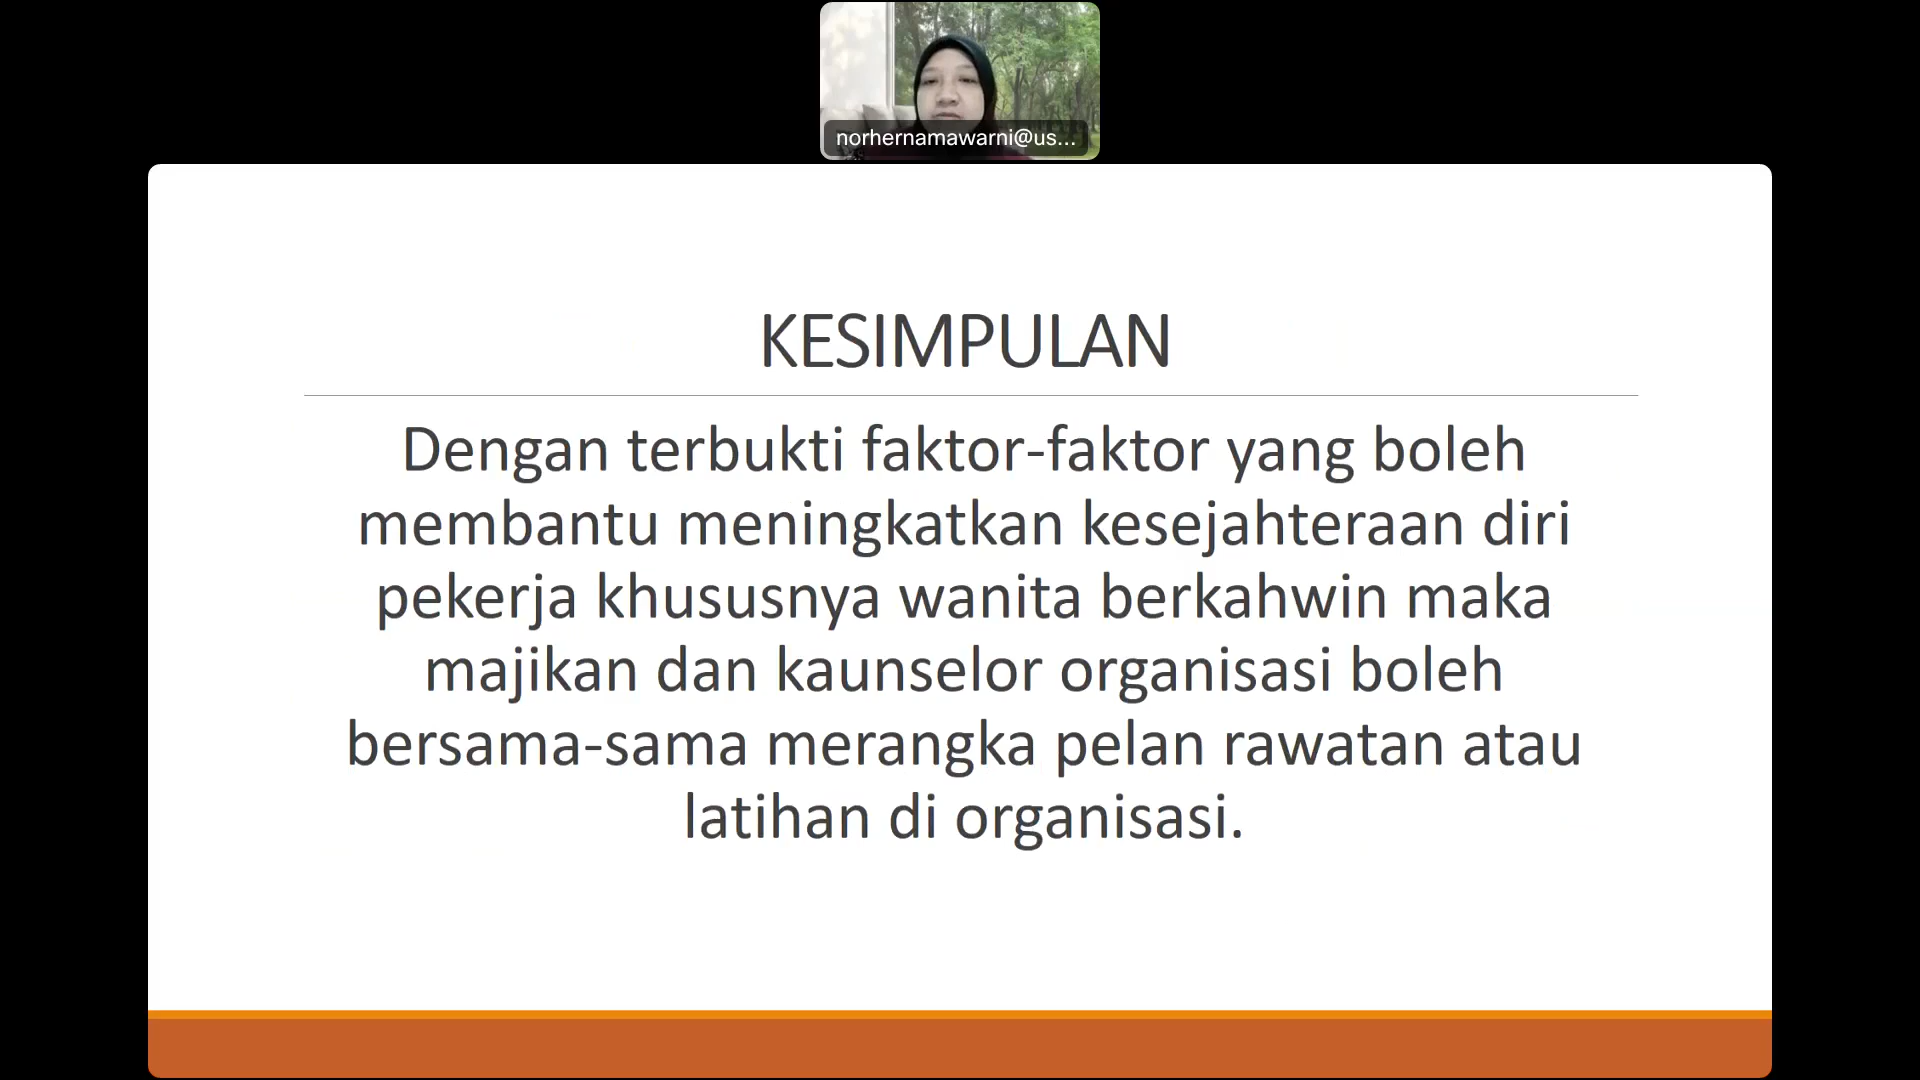 norhernamawarni@us...
KESIMPULAN
Dengan terbukti faktor-faktor yang boleh
membantu meningkatkan kesejahteraan diri
pekerja khususnya wanita berkahwin maka
majikan dan kaunselor organisasi boleh
bersama-sama merangka pelan rawatan atau
latihan di organisasi.